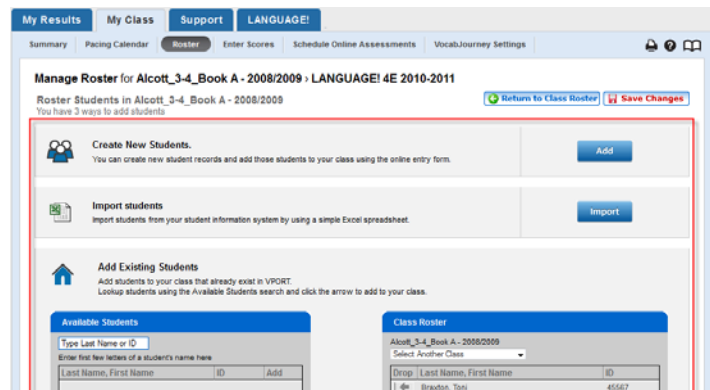 My Results My Class Support LANGUAGE!
Summary Pacing Calendar Roster Enter Scores Schedule Online Assessments VocabJourney Settings
Manage Roster for Alcott_3-4_Book A - 2008/2009 › LANGUAGE! 4E 2010-2011
Roster Students in Alcott_3-4_Book A - 2008/2009
You have 3 ways to add students
Return to Class Roster Save Changes
Create New Students.
You can create new student records and add those students to your class using the online entry form.
Add
Import students
Import students from your student information system by using a simple Excel spreadsheet.
Import
Add Existing Students
Add students to your class that already exist in VPORT.
Lookup students using the Available Students search and click the arrow to add to your class.
Available Students
Type Last Name or ID
Enter first few letters of a student's name here
Last Name, First Name ID Add
Class Roster
Alcott_3-4_Book A - 2008/2009
Select Another Class
Drop Last Name, First Name ID
Braxton, Toni 45567